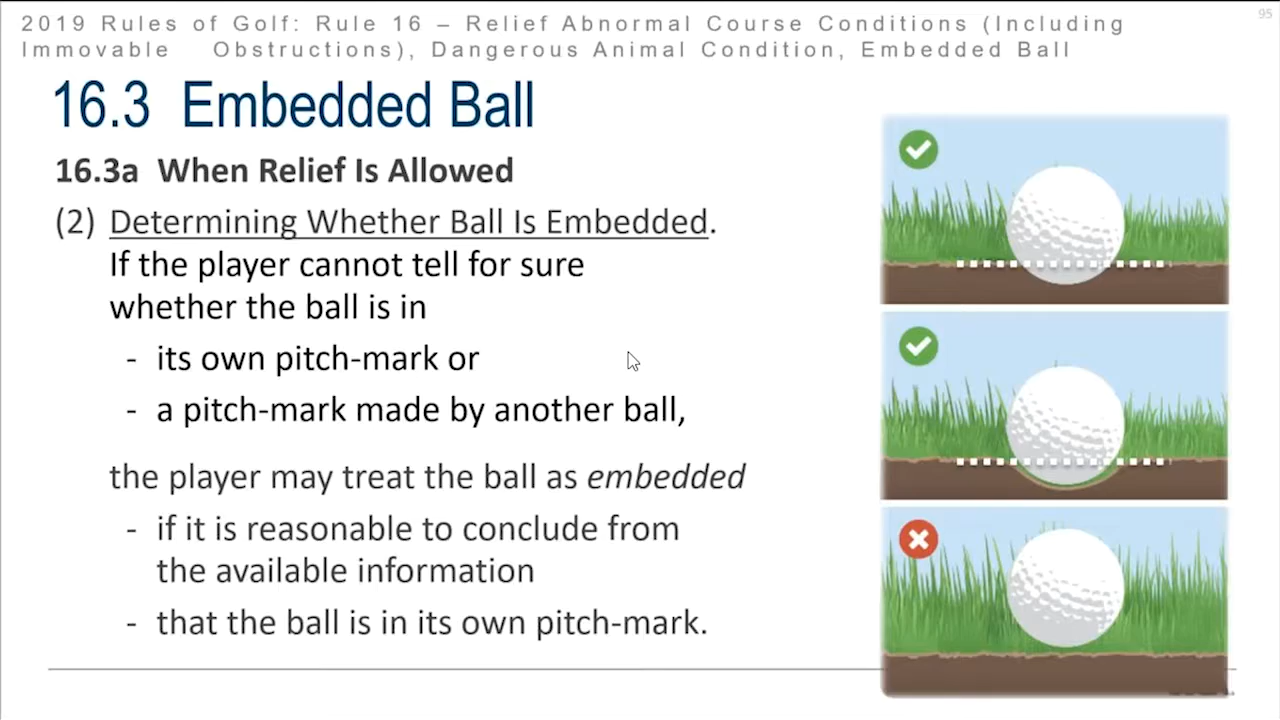 95
2019 Rules of Golf: Rule 16 – Relief Abnormal Course Conditions (Including
Immovable Obstructions), Dangerous Animal Condition, Embedded Ball
16.3 Embedded Ball
16.3a When Relief Is Allowed
(2) Determining Whether Ball Is Embedded.
If the player cannot tell for sure
whether the ball is in
- its own pitch-mark or
- a pitch-mark made by another ball,
the player may treat the ball as embedded
- if it is reasonable to conclude from
the available information
- that the ball is in its own pitch-mark.